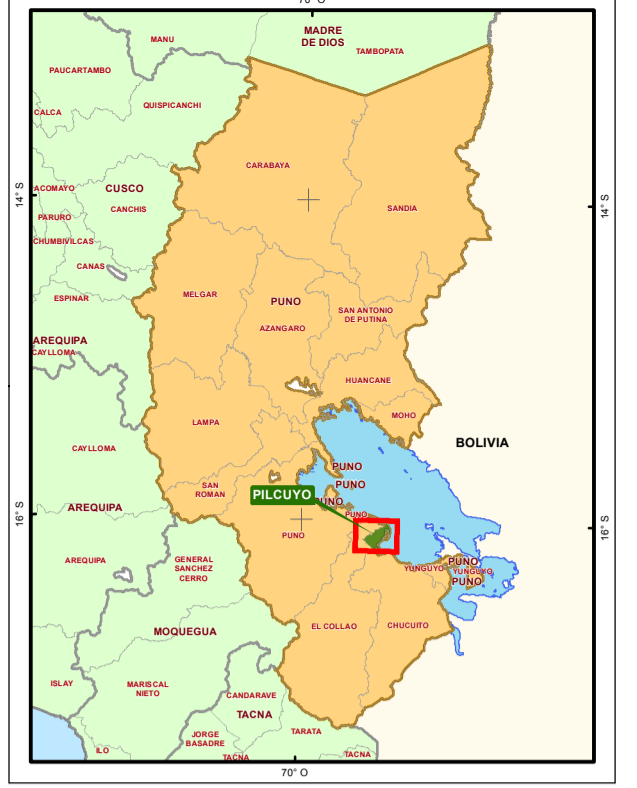 70° O
MADRE
DE DIOS
MANU
TAMBOPATA
PAUCARTAMBO
QUISPICANCHI
CALCA
CARABAYA
ACOMAYO
CUSCO
14° S
SANDIA
14° S
CANCHIS
PARURO
CHUMBIVILCAS
CANAS
MELGAR
ESPINAR
PUNO
SAN ANTONIO
DE PUTINA
AZANGARO
AREQUIPA
CAYLLOMA
HUANCANE
MOHO
LAMPA
BOLIVIA
CAYLLOMA
PUNO
SAN
ROMAN
PUNO
PILCUYO
PUNO
AREQUIPA
PUNO
16° S
16° S
PUNO
AREQUIPA
GENERAL
SANCHEZ
CERRO
PUNO
YUNGUYO
YUNGUYO
PUNO
MOQUEGUA
EL COLLAO
CHUCUITO
ISLAY
MARISCAL
NIETO
CANDARAVE
TACNA
TARATA
JORGE
BASADRE
ILO
TACNA
TACNA
70° O